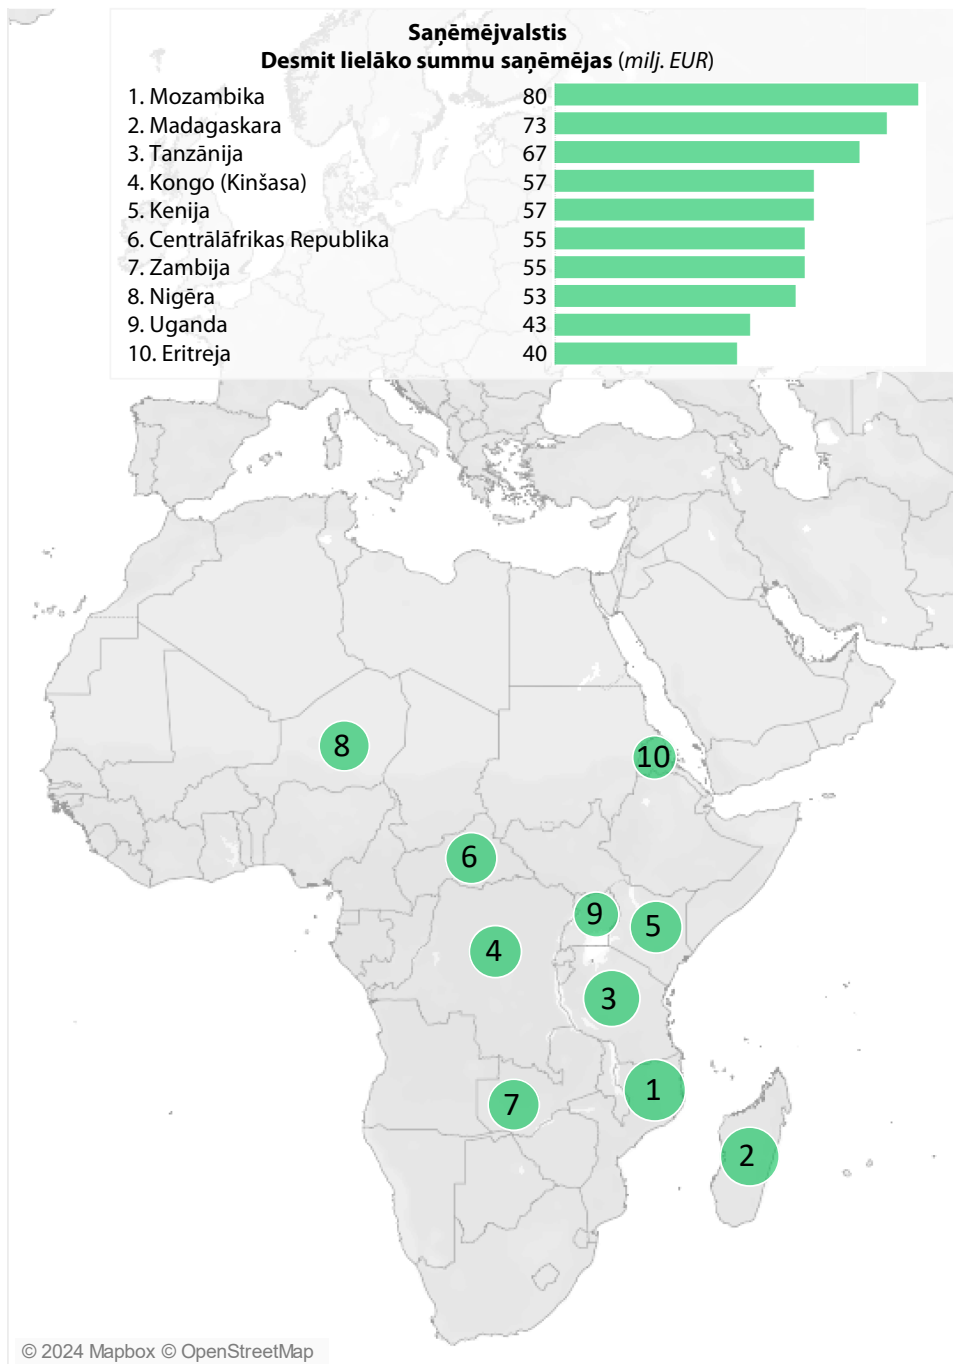 Saņēmējvalstis
Desmit lielāko summu saņēmējas (milj. EUR)
1. Mozambika 80
2. Madagaskara 73
3. Tanzānija 67
4. Kongo (Kinšasa) 57
5. Kenija 57
6. Centrālāfrikas Republika 55
7. Zambija 55
8. Nigēra 53
9. Uganda 43
10. Eritreja 40
8
10
6
9
5
4
3
1
7
2
© 2024 Mapbox © OpenStreetMap